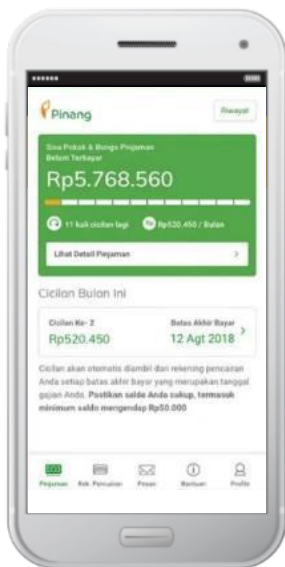 Pinang
Riwayat
Sisa Pokok & Bunga Pinjaman
Belum Terbayar
Rp5.768.560
11 kali cicilan lagi
Rp520.450 / Bulan
Lihat Detail Pinjaman
Cicilan Bulan Ini
Cicilan Ke- 2
Batas Akhir Bayar
Rp520.450
12 Agt 2018
Cicilan akan otomatis diambil dari rekening pencairan
Anda setiap batas akhir bayar yang merupakan tanggal
gajian Anda. Pastikan saldo Anda cukup, termasuk
minimum saldo mengendap Rp50.000
Pinjaman
Rek. Pencairan
Pesan
Bantuan
Profile